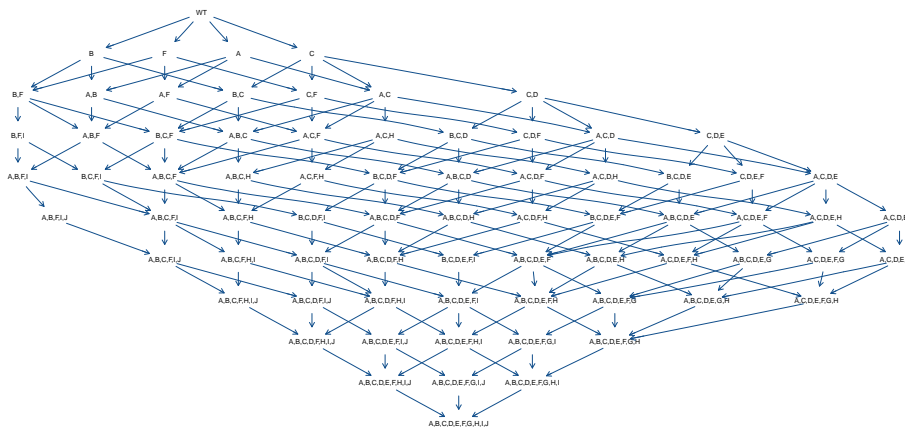 WT
B F A C
B,F A,B A,F B,C C,F A,C C,D
B,F,I A,B,F B,C,F A,B,C A,C,F A,C,H B,C,D C,D,F A,C,D C,D,E
A,B,F,I B,C,F,I A,B,C,F A,B,C,H A,C,F,H B,C,D,F A,B,C,D A,C,D,F A,C,D,H B,C,D,E C,D,E,F A,C,D,E
A,B,F,I,J A,B,C,F,I A,B,C,F,H B,C,D,F,I A,B,C,D,F A,B,C,D,H A,C,D,F,H B,C,D,E,F A,B,C,D,E A,C,D,E,F A,C,D,E,H
A,B,C,F,I,J A,B,C,F,H,I A,B,C,D,F,I A,B,C,D,F,H B,C,D,E,F,I A,B,C,D,E,F A,B,C,D,E,H A,C,D,E,F,H A,B,C,D,E,G A,C,D,E,F,G
A,B,C,F,H,I,J A,B,C,D,F,I,J A,B,C,D,F,H,I A,B,C,D,E,F,I A,B,C,D,E,F,H A,B,C,D,E,F,G A,B,C,D,E,G,H A,C,D,E,F,G,H
A,B,C,D,F,H,I,J A,B,C,D,E,F,I,J A,B,C,D,E,F,H,I A,B,C,D,E,F,G,I A,B,C,D,E,F,G,H
A,B,C,D,E,F,H,I,J A,B,C,D,E,F,G,I,J A,B,C,D,E,F,G,H,I
A,B,C,D,E,F,G,H,I,J